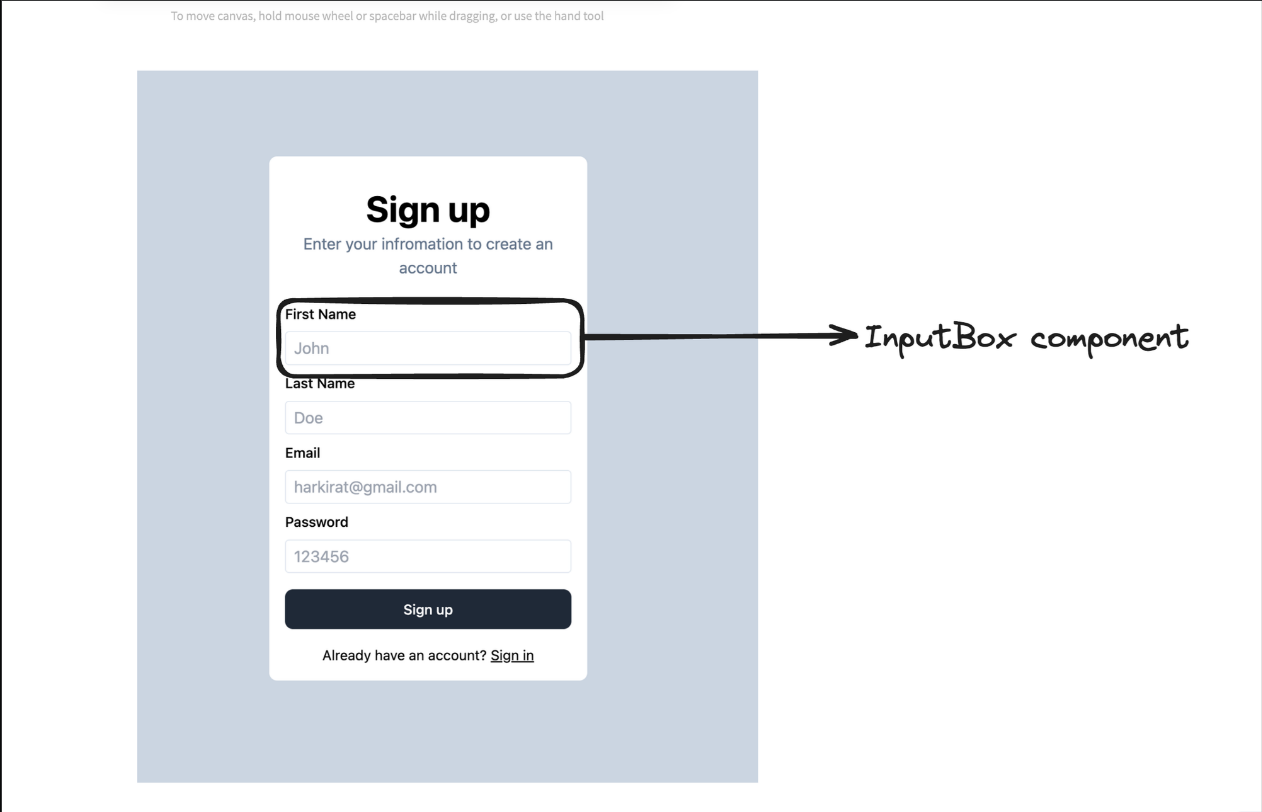 To move canvas, hold mouse wheel or spacebar while dragging, or use the hand tool
Sign up
Enter your infromation to create an
account
First Name
John
InputBox component
Last Name
Doe
Email
harkirat@gmail.com
Password
123456
Sign up
Already have an account? Sign in